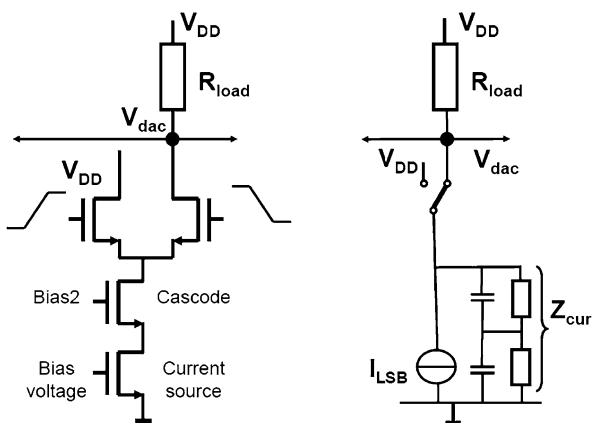 VDD
Rload
Vdac
VDD
Bias2
Cascode
Bias
voltage
Current
source
VDD
Rload
VDD
Vdac
Zcur
ILSB